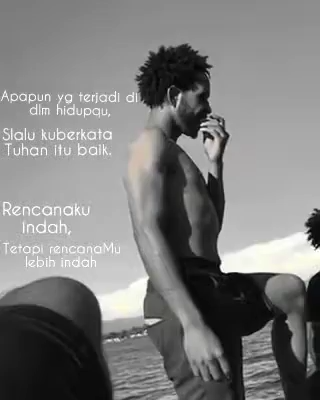 Apapun yg terjadi di
dlm hidupqu,
Slalu kuberkata
Tuhan itu baik.
Rencanaku
indah,
Tetapi rencanaMu
lebih indah